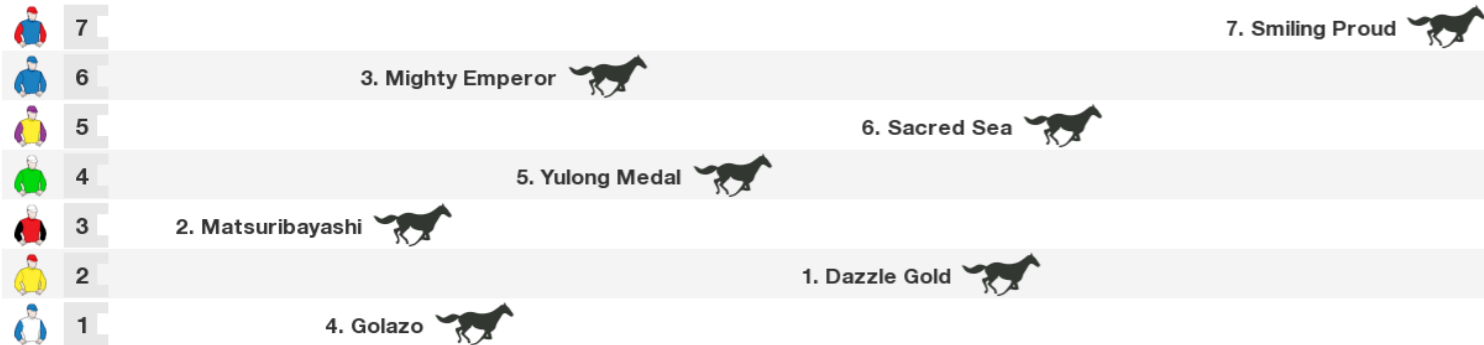 7 7. Smiling Proud
6 3. Mighty Emperor
5 6. Sacred Sea
4 5. Yulong Medal
3 2. Matsuribayashi
2 1. Dazzle Gold
1 4. Golazo